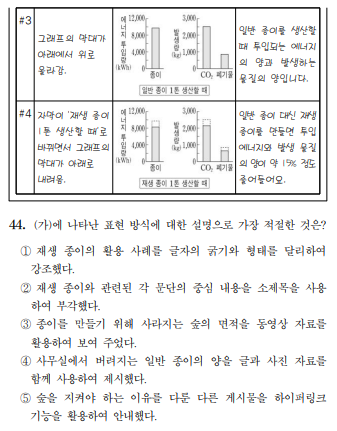 #3
그래프의 막대가
아래에서 위로
올라감.
에너지 투입량
(kWh)
12,000
8,000
4,000
0
종이
발생량
(kg)
3,000
2,000
1,000
0
CO₂ 폐기물
일반 종이 1톤 생산할 때
일반 종이를 생산할
때 투입되는 에너지
의 양과 발생하는
물질의 양입니다.
#4
자막이 '재생 종이
1톤 생산할 때'로
바뀌면서 그래프의
막대가 아래로
내려옴.
에너지 투입량
(kWh)
12,000
8,000
4,000
0
종이
발생량
(kg)
3,000
2,000
1,000
0
CO₂ 폐기물
재생 종이 1톤 생산할 때
일반 종이 대신 재생
종이를 만들면 투입
에너지와 발생 물질
의 양이 약 15% 정도
줄어들어요.
44. (가)에 나타난 표현 방식에 대한 설명으로 가장 적절한 것은?
① 재생 종이의 활용 사례를 글자의 굵기와 형태를 달리하여
강조했다.
② 재생 종이와 관련된 각 문단의 중심 내용을 소제목을 사용
하여 부각했다.
③ 종이를 만들기 위해 사라지는 숲의 면적을 동영상 자료를
활용하여 보여 주었다.
④ 사무실에서 버려지는 일반 종이의 양을 글과 사진 자료를
함께 사용하여 제시했다.
⑤ 숲을 지켜야 하는 이유를 다룬 다른 게시물을 하이퍼링크
기능을 활용하여 안내했다.